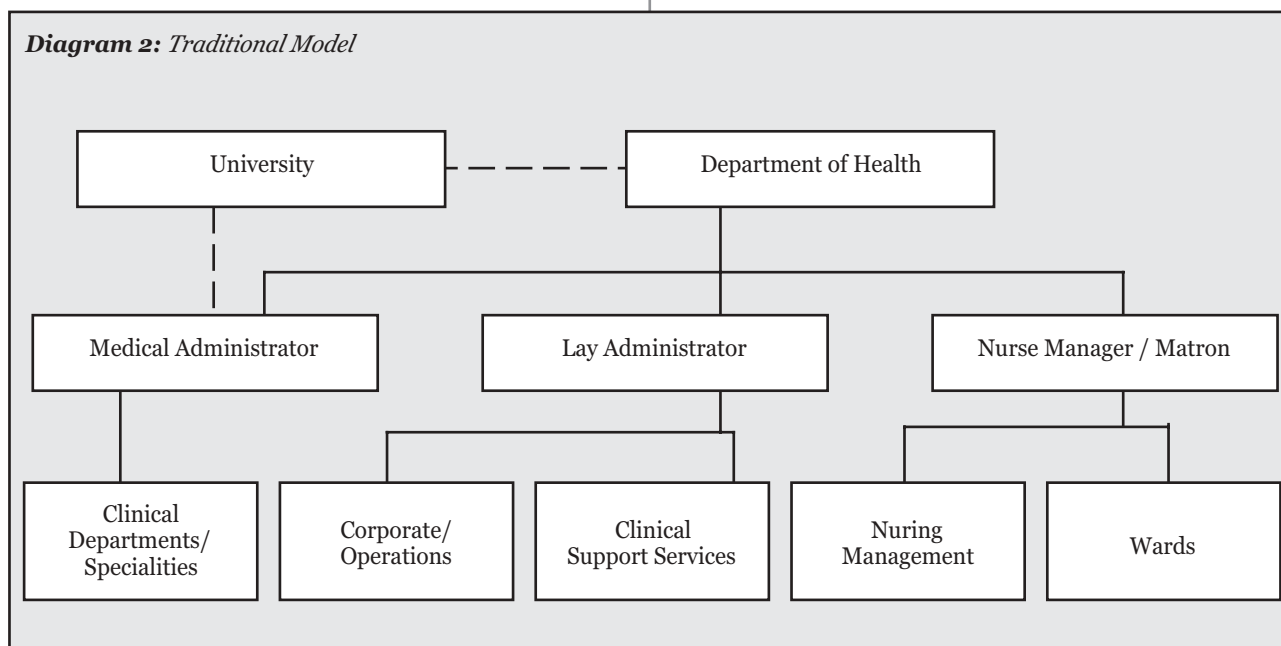 Diagram 2: Traditional Model
University
Department of Health
Medical Administrator
Lay Administrator
Nurse Manager / Matron
Clinical
Departments/
Specialities
Corporate/
Operations
Clinical
Support Services
Nuring
Management
Wards